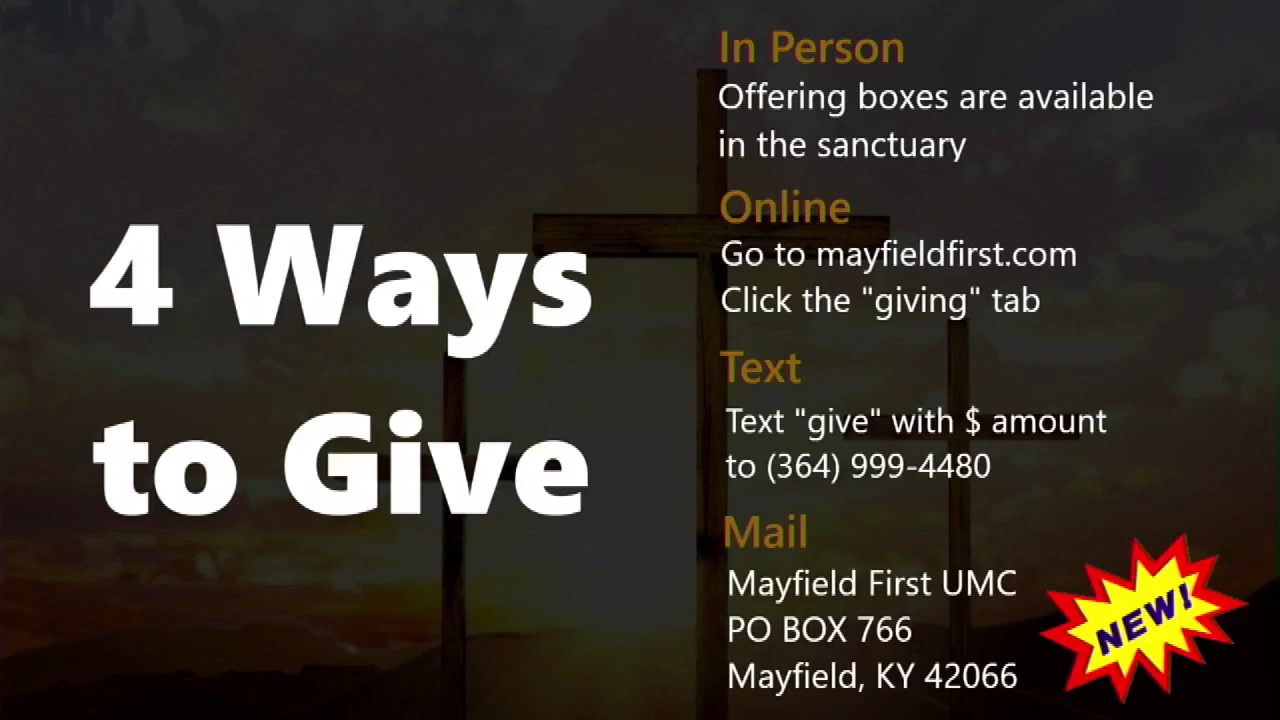 4 Ways
to Give
In Person
Offering boxes are available
in the sanctuary
Online
Go to mayfieldfirst.com
Click the "giving" tab
Text
Text "give" with $ amount
to (364) 999-4480
Mail
Mayfield First UMC
PO BOX 766
Mayfield, KY 42066
NEW!